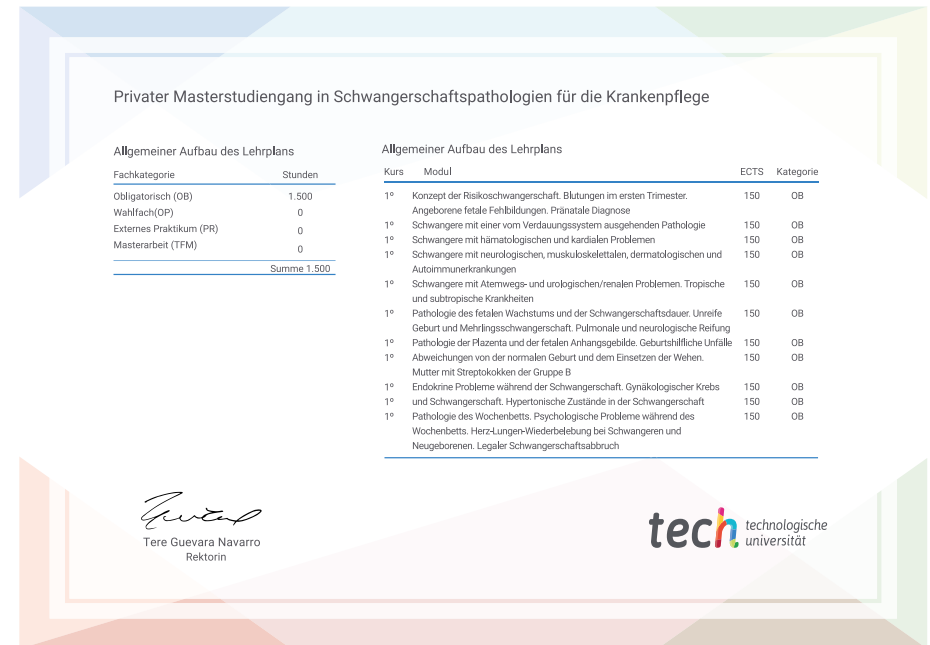 Privater Masterstudiengang in Schwangerschaftspathologien für die Krankenpflege
Allgemeiner Aufbau des Lehrplans
Fachkategorie Stunden
Obligatorisch (OB) 1.500
Wahlfach(OP) 0
Externes Praktikum (PR) 0
Masterarbeit (TFM) 0
Summe 1.500
Allgemeiner Aufbau des Lehrplans
Kurs Modul ECTS Kategorie
1º Konzept der Risikoschwangerschaft. Blutungen im ersten Trimester. 150 OB
Angeborene fetale Fehlbildungen. Pränatale Diagnose
1º Schwangere mit einer vom Verdauungssystem ausgehenden Pathologie 150 OB
1º Schwangere mit hämatologischen und kardialen Problemen 150 OB
1º Schwangere mit neurologischen, muskuloskelettalen, dermatologischen und 150 OB
Autoimmunerkrankungen
1º Schwangere mit Atemwegs- und urologischen/renalen Problemen. Tropische 150 OB
und subtropische Krankheiten
1º Pathologie des fetalen Wachstums und der Schwangerschaftsdauer. Unreife 150 OB
Geburt und Mehrlingsschwangerschaft. Pulmonale und neurologische Reifung
1º Pathologie der Plazenta und der fetalen Anhangsgebilde. Geburtshilfliche Unfälle 150 OB
1º Abweichungen von der normalen Geburt und dem Einsetzen der Wehen. 150 OB
Mutter mit Streptokokken der Gruppe B
1º Endokrine Probleme während der Schwangerschaft. Gynäkologischer Krebs 150 OB
1º und Schwangerschaft. Hypertonische Zustände in der Schwangerschaft 150 OB
1º Pathologie des Wochenbetts. Psychologische Probleme während des 150 OB
Wochenbetts. Herz-Lungen-Wiederbelebung bei Schwangeren und
Neugeborenen. Legaler Schwangerschaftsabbruch
Tere Guevara Navarro
Rektorin
tech technologische
universität